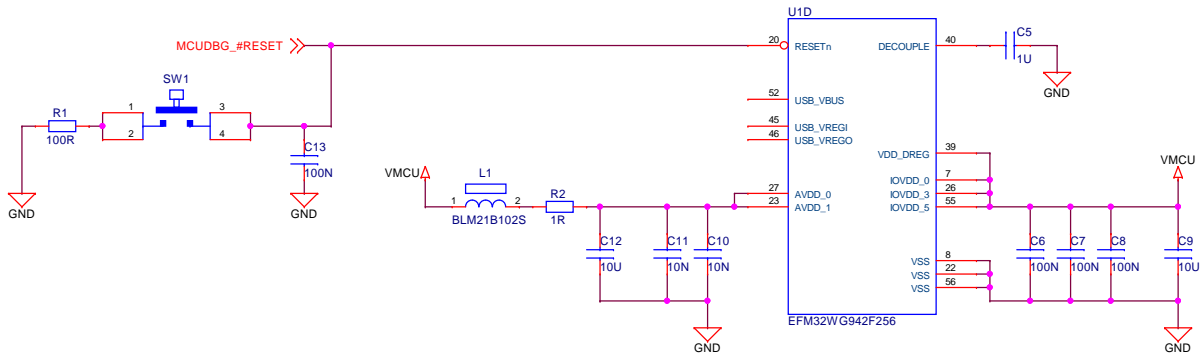 U1D
MCUDBG_#RESET
20
RESETn
DECOUPLE
40
C5
1U
GND
SW1
R1
100R
1
2
3
4
C13
100N
GND
GND
52
USB_VBUS
45
USB_VREGI
46
USB_VREGO
VDD_DREG
39
IOVDD_0
7
IOVDD_3
26
IOVDD_5
55
VMCU
VMCU
L1
1
2
BLM21B102S
R2
1R
27
AVDD_0
23
AVDD_1
C12
10U
C11
10N
C10
10N
GND
VSS
8
VSS
22
VSS
56
C6
100N
C7
100N
C8
100N
C9
10U
GND
EFM32WG942F256